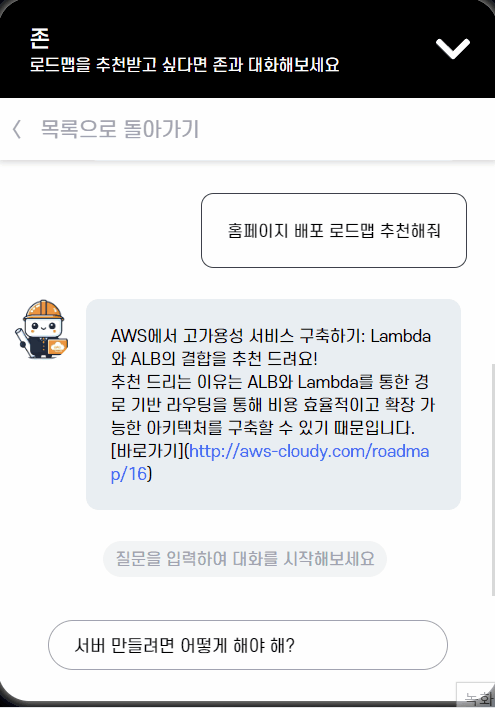 존
로드맵을 추천받고 싶다면 존과 대화해보세요
목록으로 돌아가기
홈페이지 배포 로드맵 추천해줘
AWS에서 고가용성 서비스 구축하기: Lambda
와 ALB의 결합을 추천 드려요!
추천 드리는 이유는 ALB와 Lambda를 통한 경
로 기반 라우팅을 통해 비용 효율적이고 확장 가
능한 아키텍처를 구축할 수 있기 때문입니다.
[바로가기](http://aws-cloudy.com/roadma
p/16)
질문을 입력하여 대화를 시작해보세요
서버 만들려면 어떻게 해야 해?
녹화